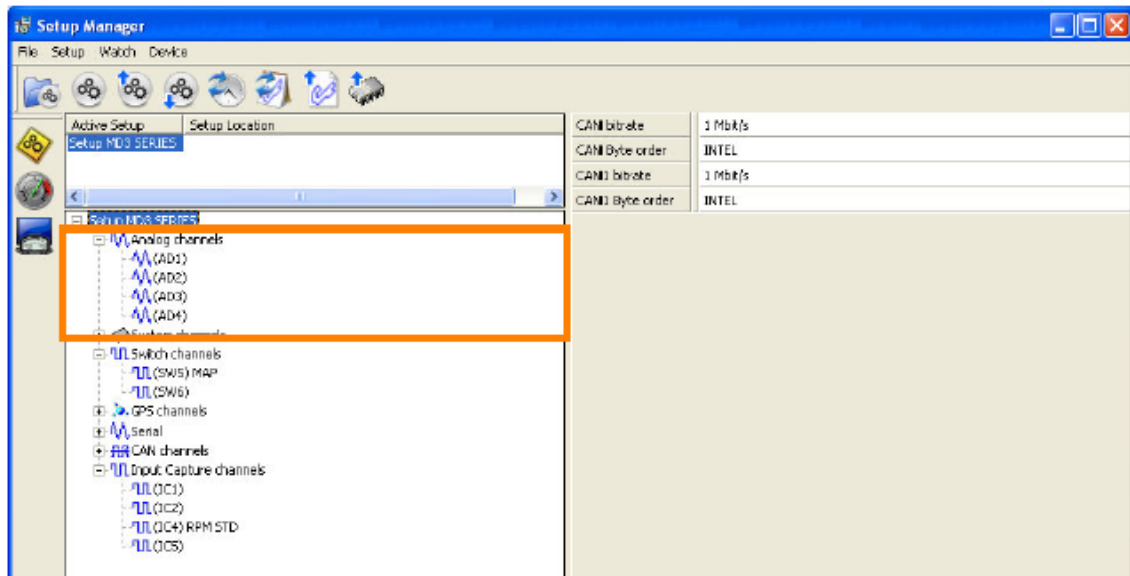 Setup Manager
File Setup Watch Device
Active Setup Setup Location
Setup MD3 SERIES
CAN bitrate 1 Mbit/s
CAN Byte order INTEL
CAN1 bitrate 1 Mbit/s
CAN1 Byte order INTEL
Setup MD3 SERIES
Analog channels
(AD1)
(AD2)
(AD3)
(AD4)
System channels
Switch channels
(SW5) MAP
(SW6)
GPS channels
Serial
CAN channels
Input Capture channels
(IC1)
(IC2)
(IC4) RPM STD
(IC5)